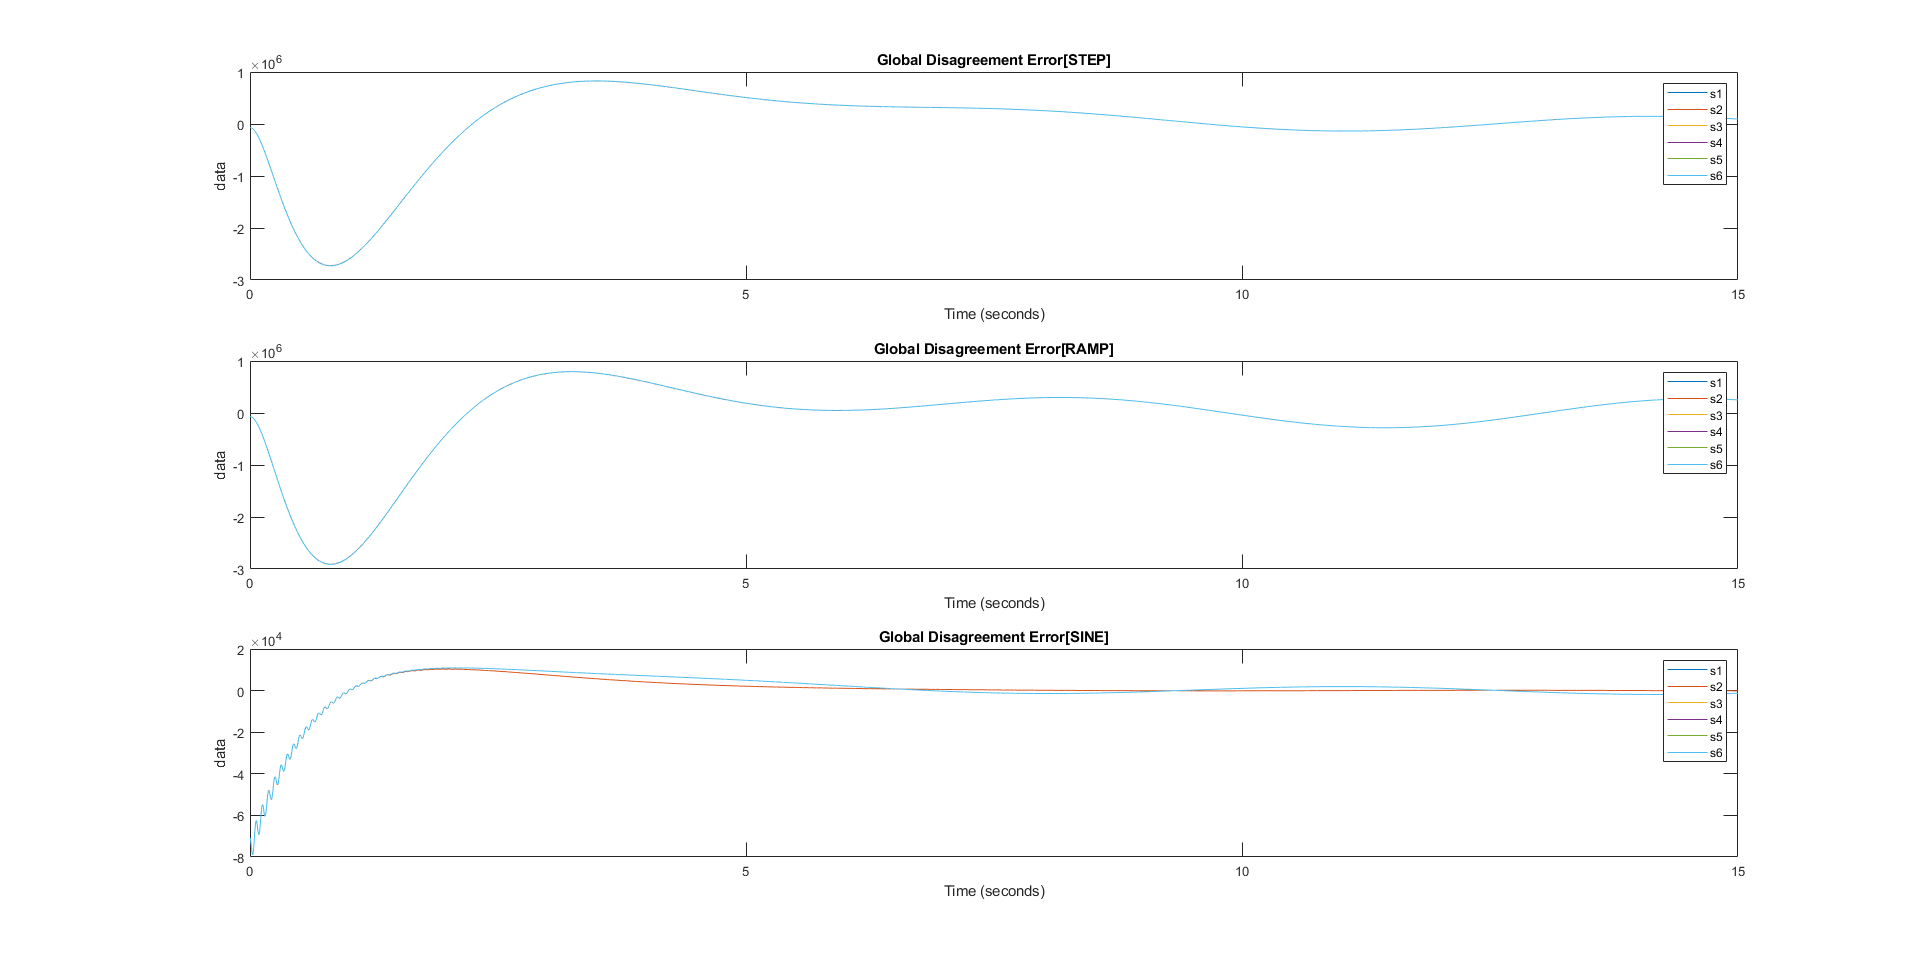 Global Disagreement Error[STEP]
×10^6
1
0
-1
-2
-3
data
0 5 10 15
Time (seconds)
s1
s2
s3
s4
s5
s6
Global Disagreement Error[RAMP]
×10^6
1
0
-1
-2
-3
data
0 5 10 15
Time (seconds)
s1
s2
s3
s4
s5
s6
Global Disagreement Error[SINE]
×10^4
2
0
-2
-4
-6
-8
data
0 5 10 15
Time (seconds)
s1
s2
s3
s4
s5
s6